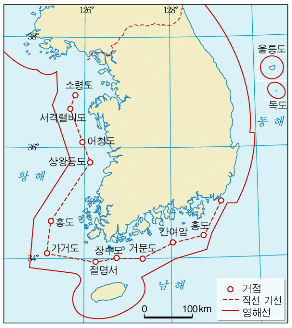 126°
128°
38°
울릉도
소령도
독도
서격렬비도
동 해
어청도
36°
상왕등도
황 해
홍도
간여암
홍도
가거도
장수도
거문도
34°
절명서
남 해
거점
직선 기선
영해선
0 100km